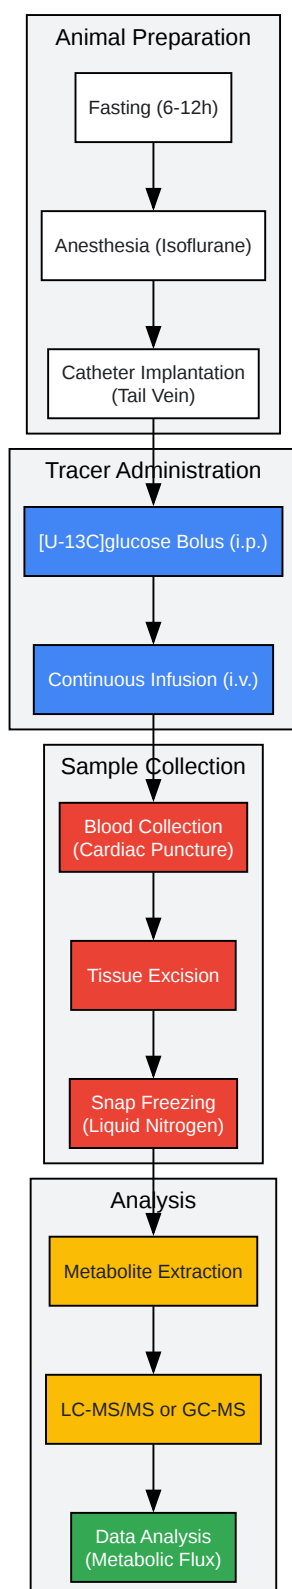 Animal Preparation
Fasting (6-12h)
Anesthesia (Isoflurane)
Catheter Implantation
(Tail Vein)
Tracer Administration
[U-13C]glucose Bolus (i.p.)
Continuous Infusion (i.v.)
Sample Collection
Blood Collection
(Cardiac Puncture)
Tissue Excision
Snap Freezing
(Liquid Nitrogen)
Analysis
Metabolite Extraction
LC-MS/MS or GC-MS
Data Analysis
(Metabolic Flux)